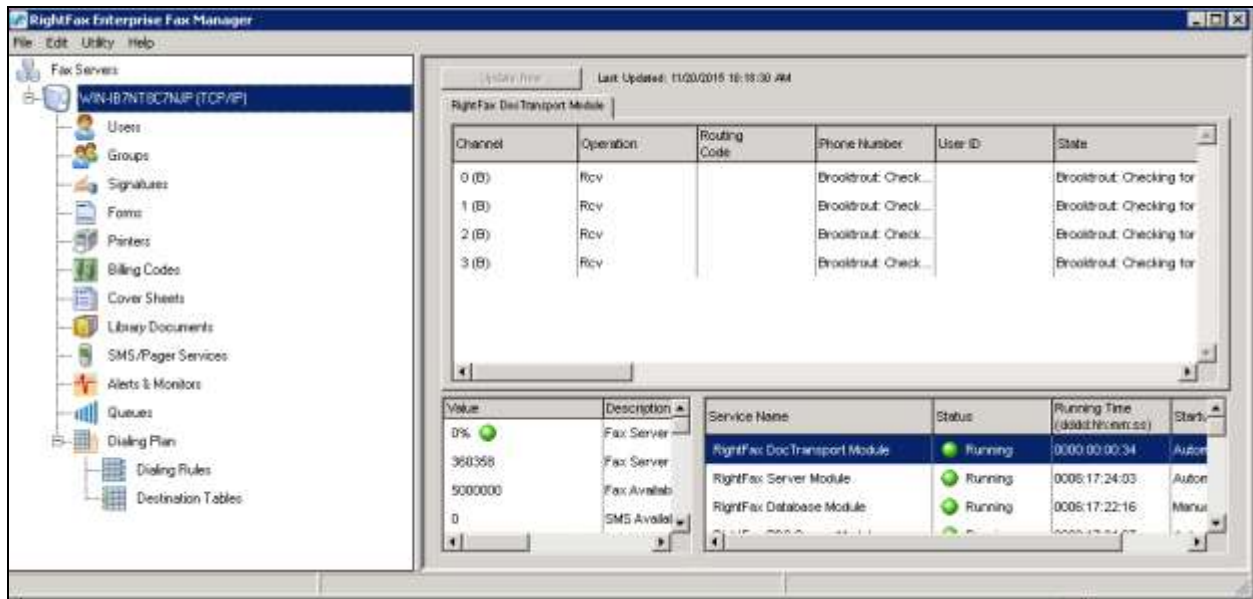 RightFax Enterprise Fax Manager
File Edit Utility Help
Fax Servers
WIN-IB7NT8C7NJP (TCP/IP)
Users
Groups
Signatures
Forms
Printers
Billing Codes
Cover Sheets
Library Documents
SMS/Pager Services
Alerts & Monitors
Queues
Dialing Plan
Dialing Rules
Destination Tables
Last Updated: 11/20/2015 10:18:30 AM
RightFax DocTransport Module
Channel Operation Routing Code Phone Number User ID State
0 (B) Rcv Brooktrout: Check... Brooktrout: Checking for
1 (B) Rcv Brooktrout: Check... Brooktrout: Checking for
2 (B) Rcv Brooktrout: Check... Brooktrout: Checking for
3 (B) Rcv Brooktrout: Check... Brooktrout: Checking for
Value Description
0% Fax Server
360358 Fax Server
5000000 Fax Availab
0 SMS Availal
Service Name Status Running Time (dddd:hh:mm:ss) Startu
RightFax DocTransport Module Running 0000:00:00:34 Autom
RightFax Server Module Running 0006:17:24:03 Autom
RightFax Database Module Running 0006:17:22:16 Manua